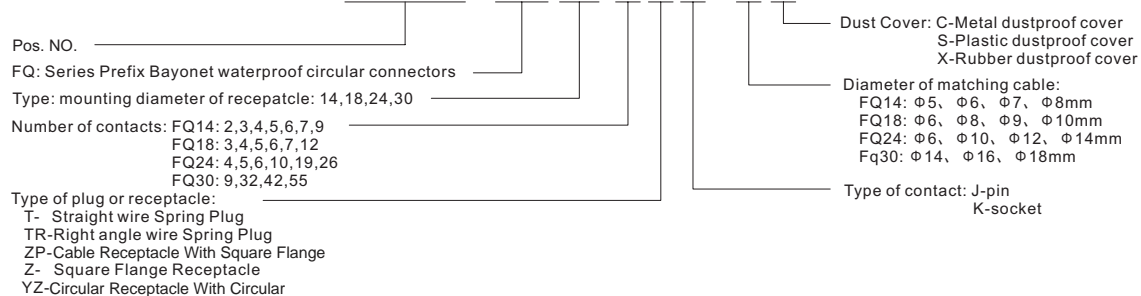 Pos. NO.
FQ: Series Prefix Bayonet waterproof circular connectors
Type: mounting diameter of recepatcle: 14,18,24,30
Number of contacts: FQ14: 2,3,4,5,6,7,9
FQ18: 3,4,5,6,7,12
FQ24: 4,5,6,10,19,26
FQ30: 9,32,42,55
Type of plug or receptacle:
T- Straight wire Spring Plug
TR-Right angle wire Spring Plug
ZP-Cable Receptacle With Square Flange
Z- Square Flange Receptacle
YZ-Circular Receptacle With Circular
Dust Cover: C-Metal dustproof cover
S-Plastic dustproof cover
X-Rubber dustproof cover
Diameter of matching cable:
FQ14: Φ5、Φ6、Φ7、Φ8mm
FQ18: Φ6、Φ8、Φ9、Φ10mm
FQ24: Φ6、Φ10、Φ12、Φ14mm
Fq30: Φ14、Φ16、Φ18mm
Type of contact: J-pin
K-socket